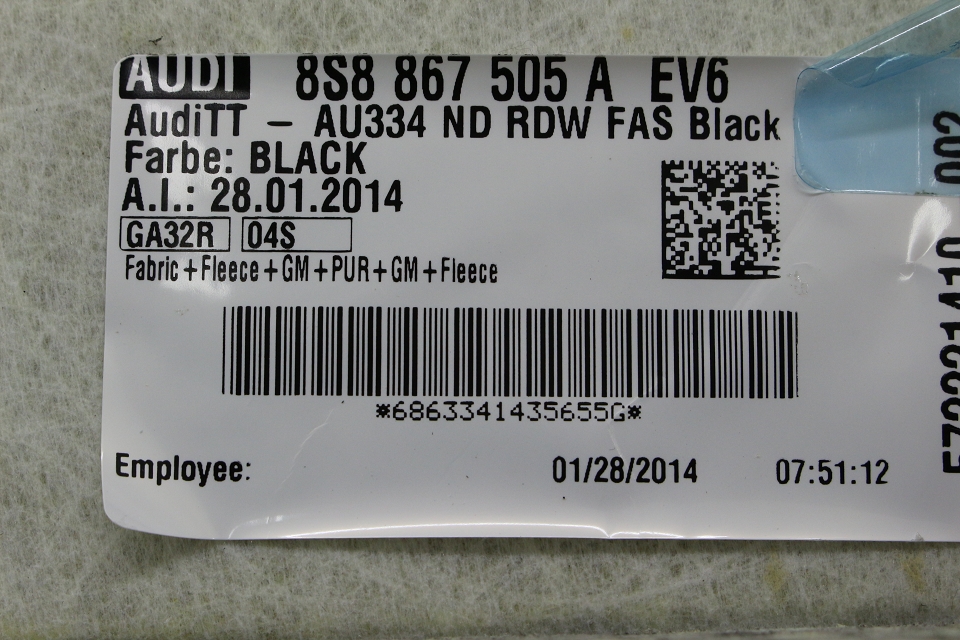 AUDI 8S8 867 505 A EV6
AudiTT - AU334 ND RDW FAS Black
Farbe: BLACK
A.I.: 28.01.2014
GA32R 04S
Fabric+Fleece+GM+PUR+GM+Fleece
*6863341435655G*
Employee: 01/28/2014 07:51:12
002